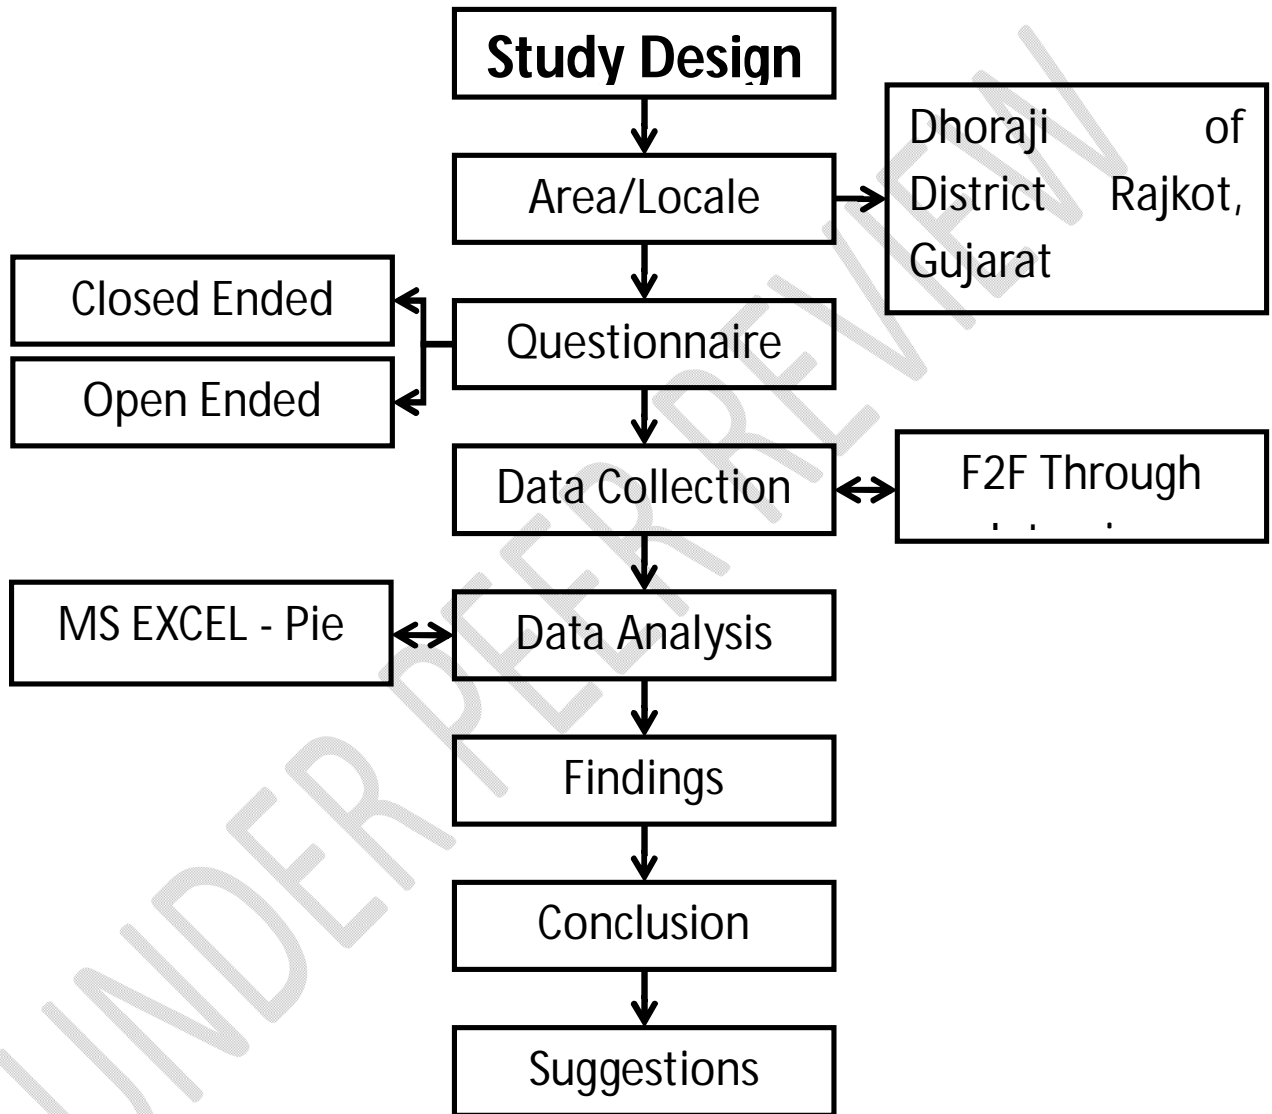 Study Design
Area/Locale
Dhoraji of
District Rajkot,
Gujarat
Closed Ended
Questionnaire
Open Ended
Data Collection
F2F Through
MS EXCEL - Pie
Data Analysis
Findings
Conclusion
Suggestions
UNDER PEER REVIEW